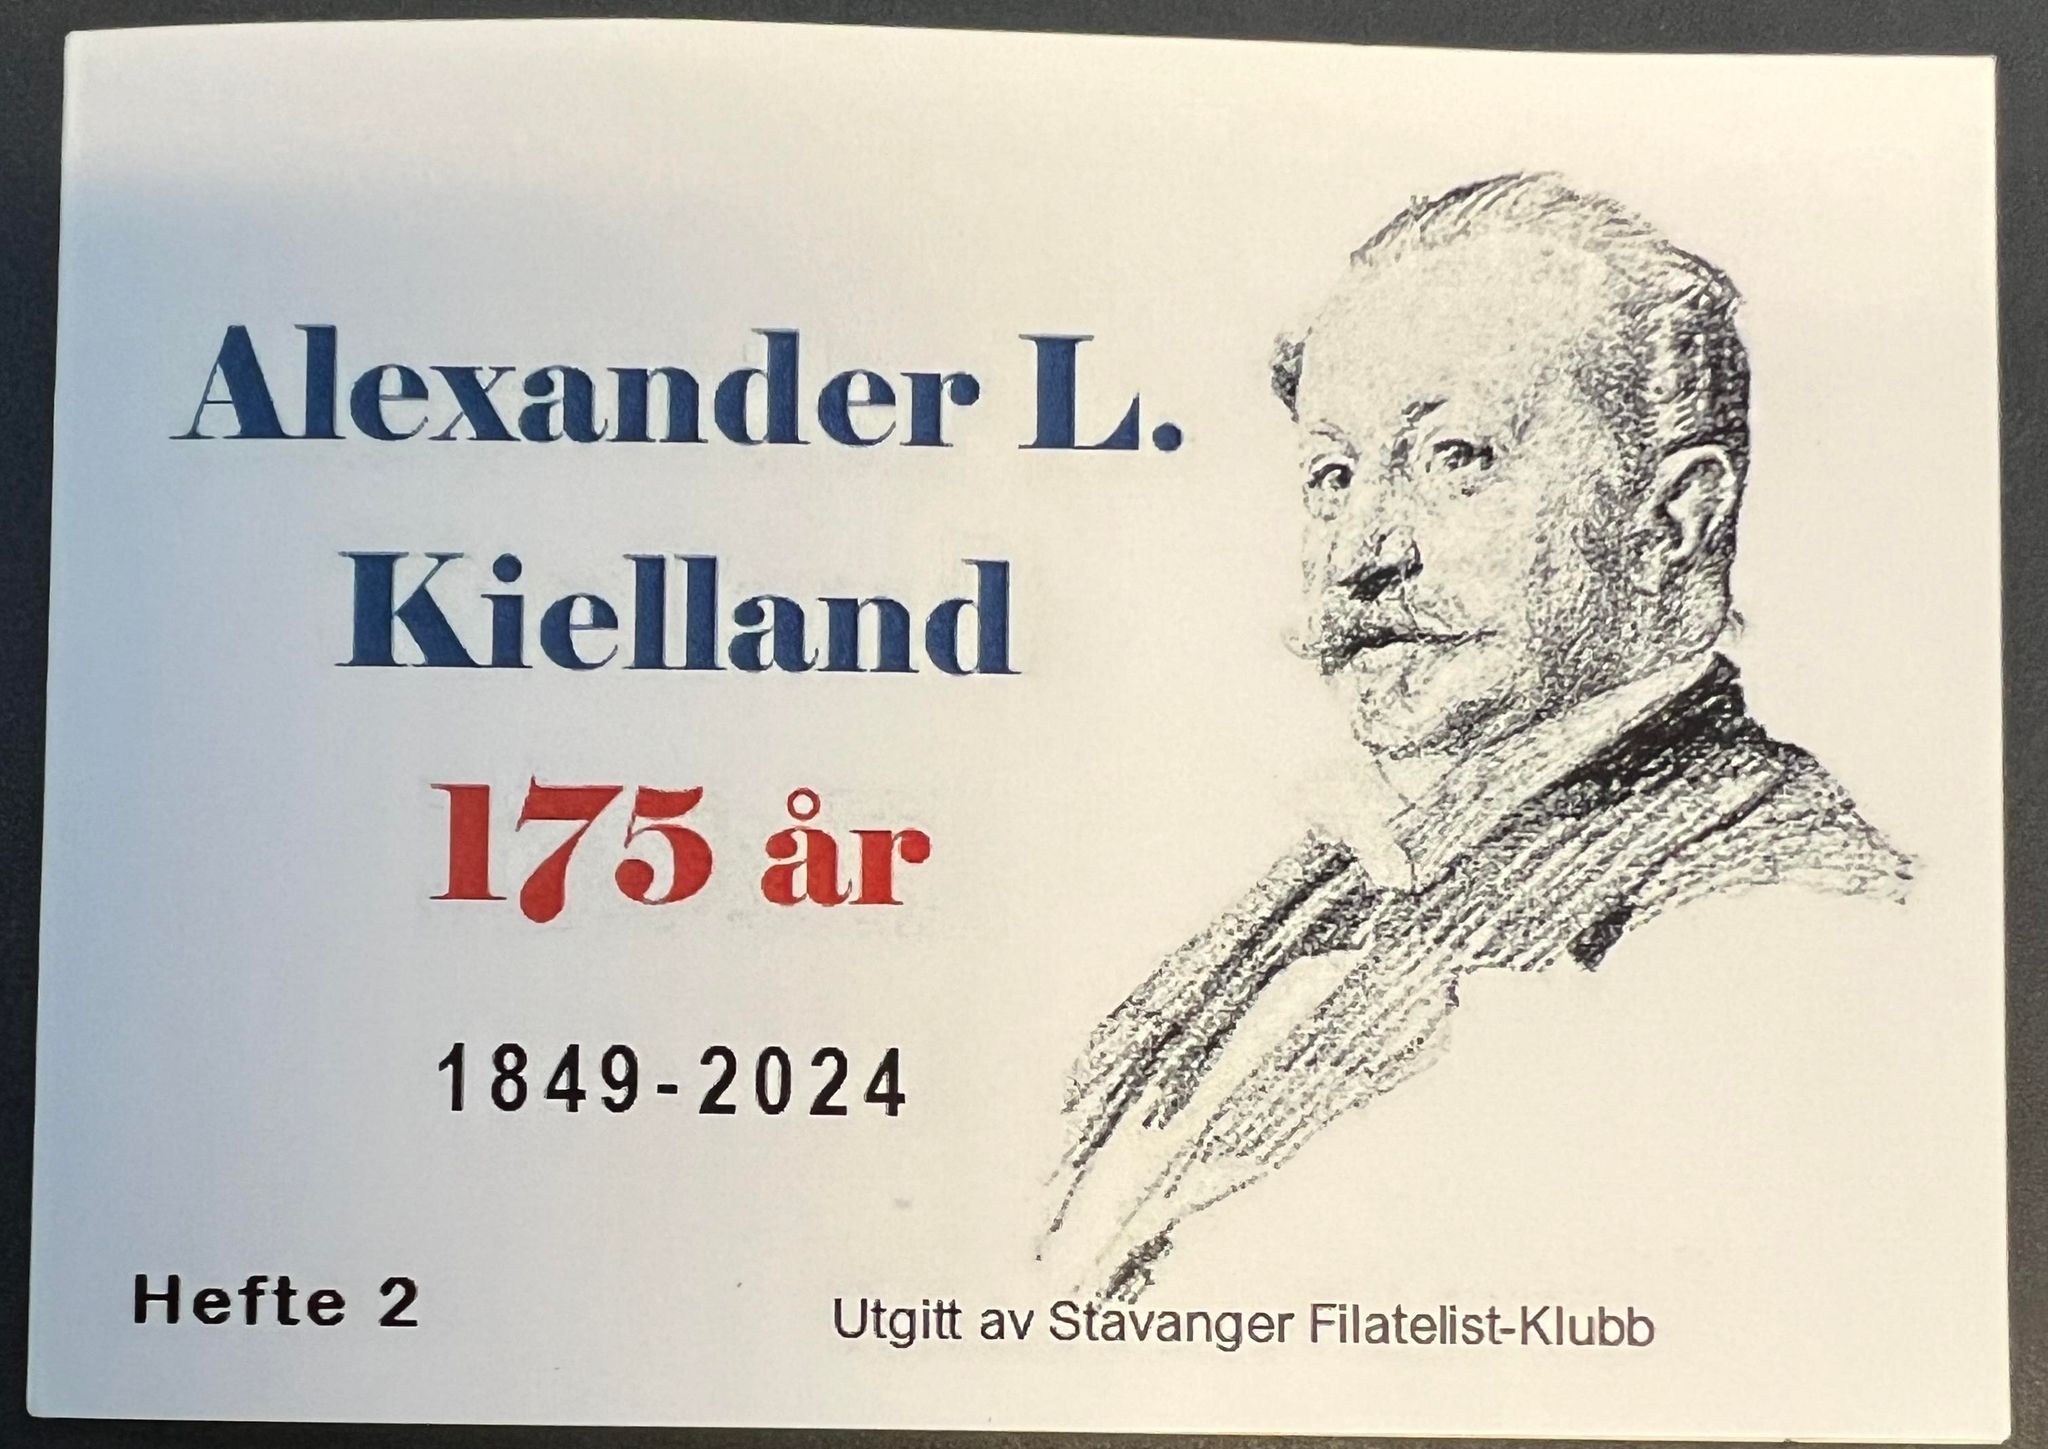 Alexander L.
Kielland
175 år
1849-2024
Hefte 2
Utgitt av Stavanger Filatelist-Klubb